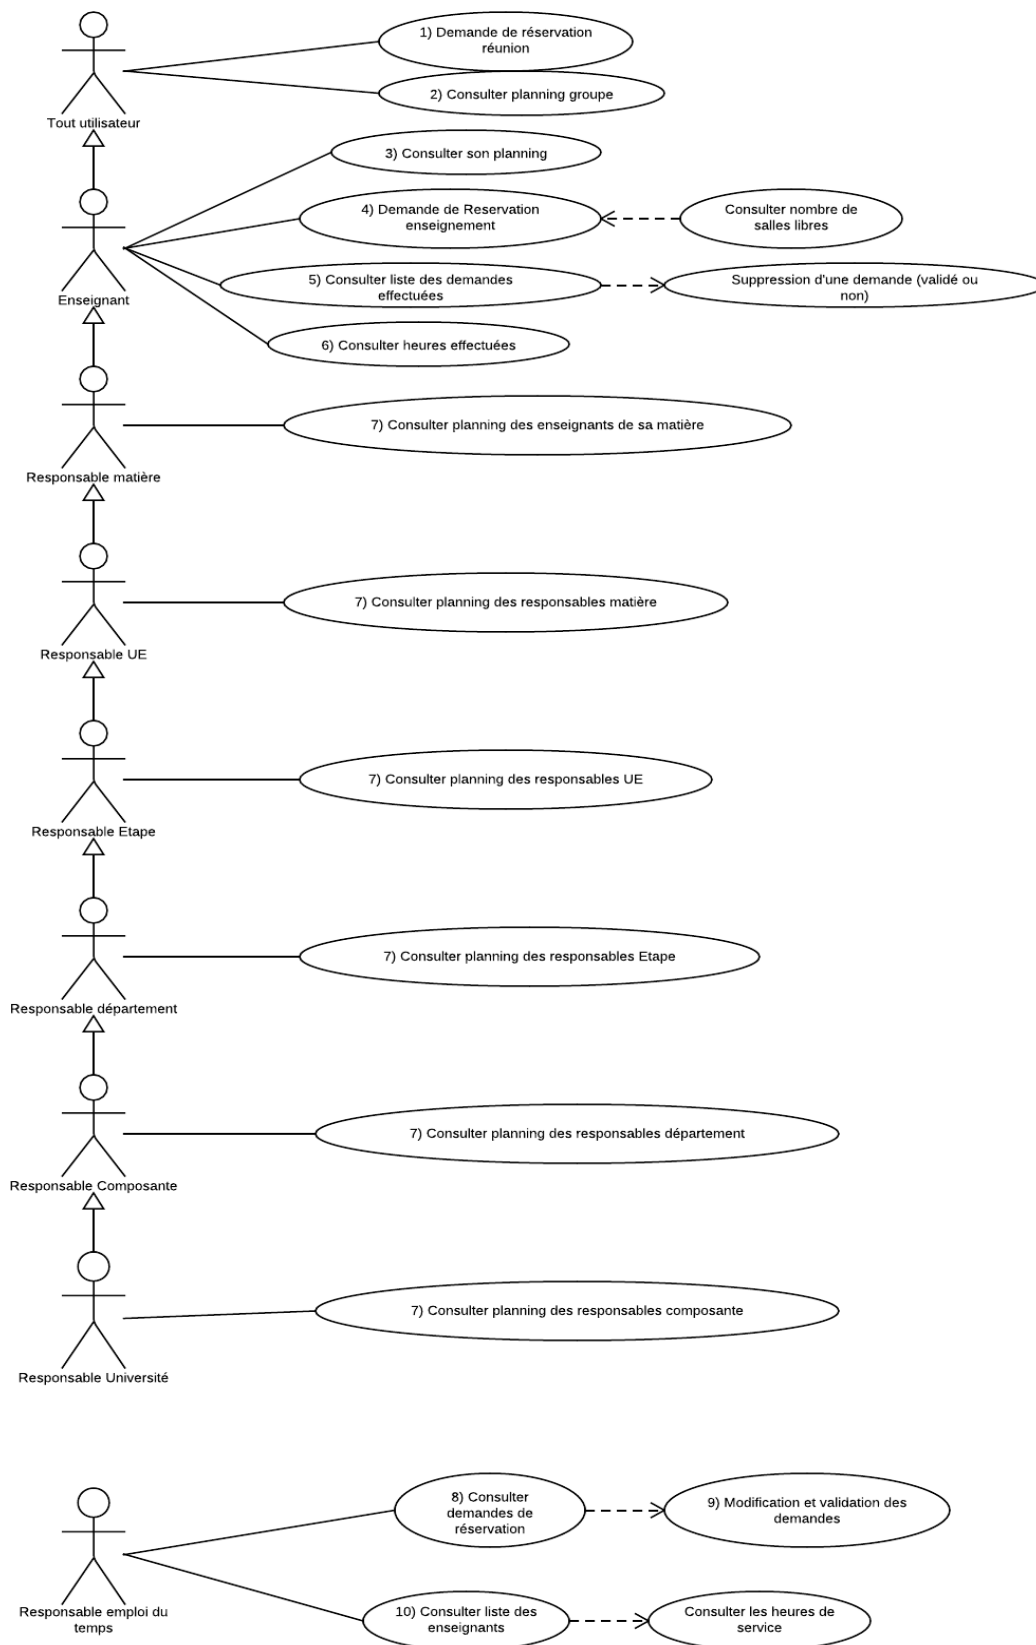 1) Demande de réservation
réunion
2) Consulter planning groupe
Tout utilisateur
3) Consulter son planning
4) Demande de Reservation
enseignement
Consulter nombre de
salles libres
5) Consulter liste des demandes
effectuées
Suppression d'une demande (validé ou
non)
Enseignant
6) Consulter heures effectuées
7) Consulter planning des enseignants de sa matière
Responsable matière
7) Consulter planning des responsables matière
Responsable UE
7) Consulter planning des responsables UE
Responsable Etape
7) Consulter planning des responsables Etape
Responsable département
7) Consulter planning des responsables département
Responsable Composante
7) Consulter planning des responsables composante
Responsable Université
8) Consulter
demandes de
réservation
9) Modification et validation des
demandes
Responsable emploi du
temps
10) Consulter liste des
enseignants
Consulter les heures de
service